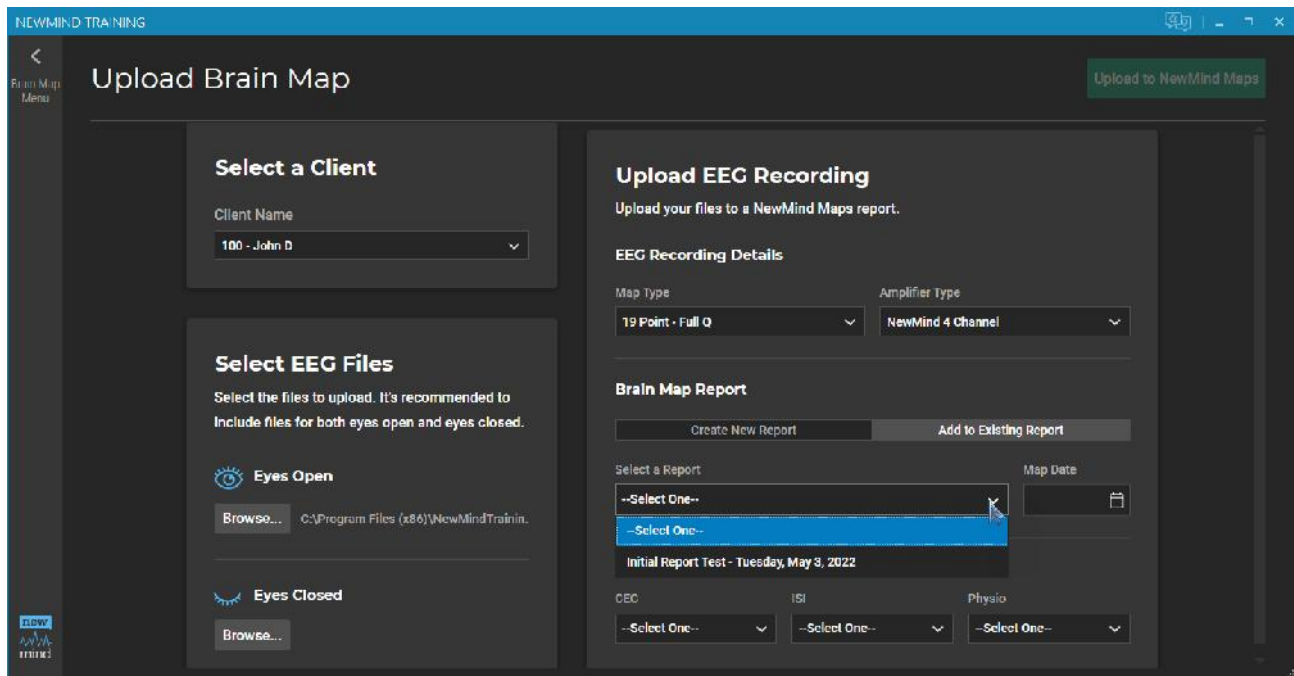 NEWMIND TRAINING
Brain Map
Menu
Upload Brain Map
Upload to NewMind Maps
Select a Client
Client Name
100 - John D
Select EEG Files
Select the files to upload. It's recommended to
include files for both eyes open and eyes closed.
Eyes Open
Browse... C:\Program Files (x86)\NewMindTrainin.
Eyes Closed
Browse...
Upload EEG Recording
Upload your files to a NewMind Maps report.
EEG Recording Details
Map Type Amplifier Type
19 Point - Full Q NewMind 4 Channel
Brain Map Report
Create New Report Add to Existing Report
Select a Report Map Date
--Select One--
--Select One--
Initial Report Test - Tuesday, May 3, 2022
CEC ISI Physio
--Select One-- --Select One-- --Select One--
new
mind